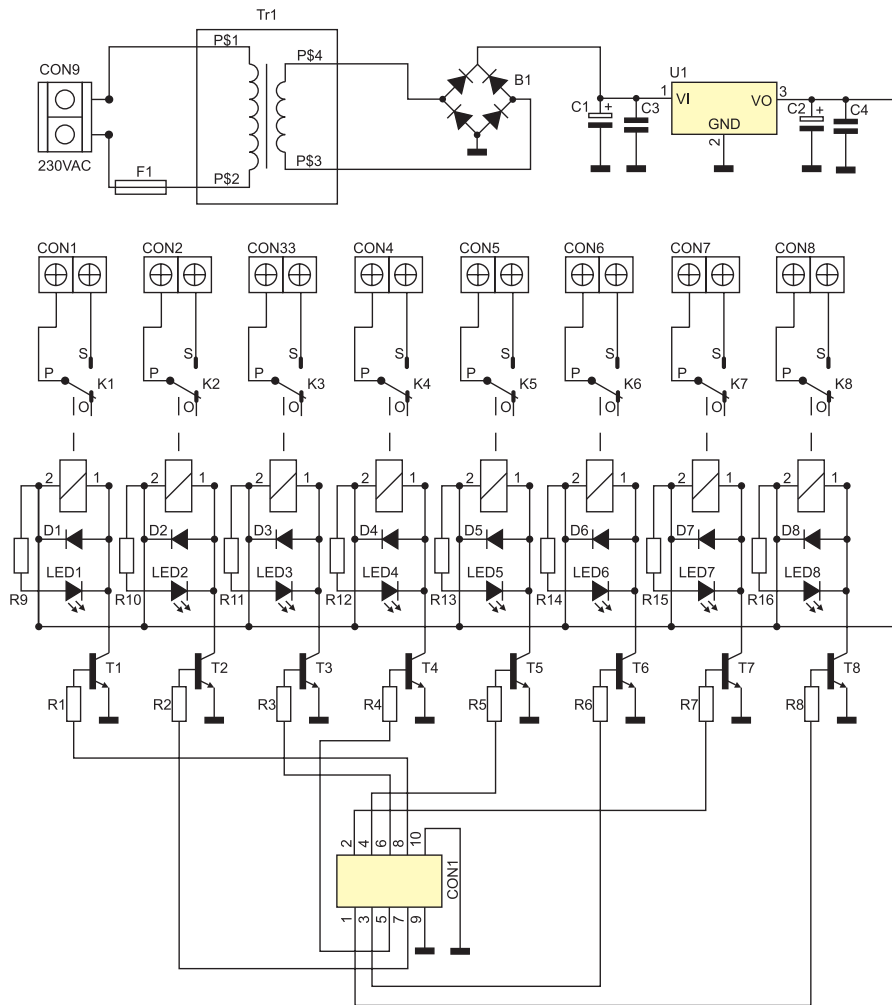 Tr1
CON9
P$1
P$4
B1
U1
1 VI VO 3
GND
2
C1 + C3
C2 + C4
230VAC
F1
P$2
P$3
CON1 CON2 CON33 CON4 CON5 CON6 CON7 CON8
S S S S S S S S
P K1 P K2 P K3 P K4 P K5 P K6 P K7 P K8
O O O O O O O O
2 1 2 1 2 1 2 1 2 1 2 1 2 1 2 1
D1 D2 D3 D4 D5 D6 D7 D8
LED1 LED2 LED3 LED4 LED5 LED6 LED7 LED8
R9 R10 R11 R12 R13 R14 R15 R16
T1 T2 T3 T4 T5 T6 T7 T8
R1 R2 R3 R4 R5 R6 R7 R8
2 4 6 8 10
CON1
1 3 5 7 9